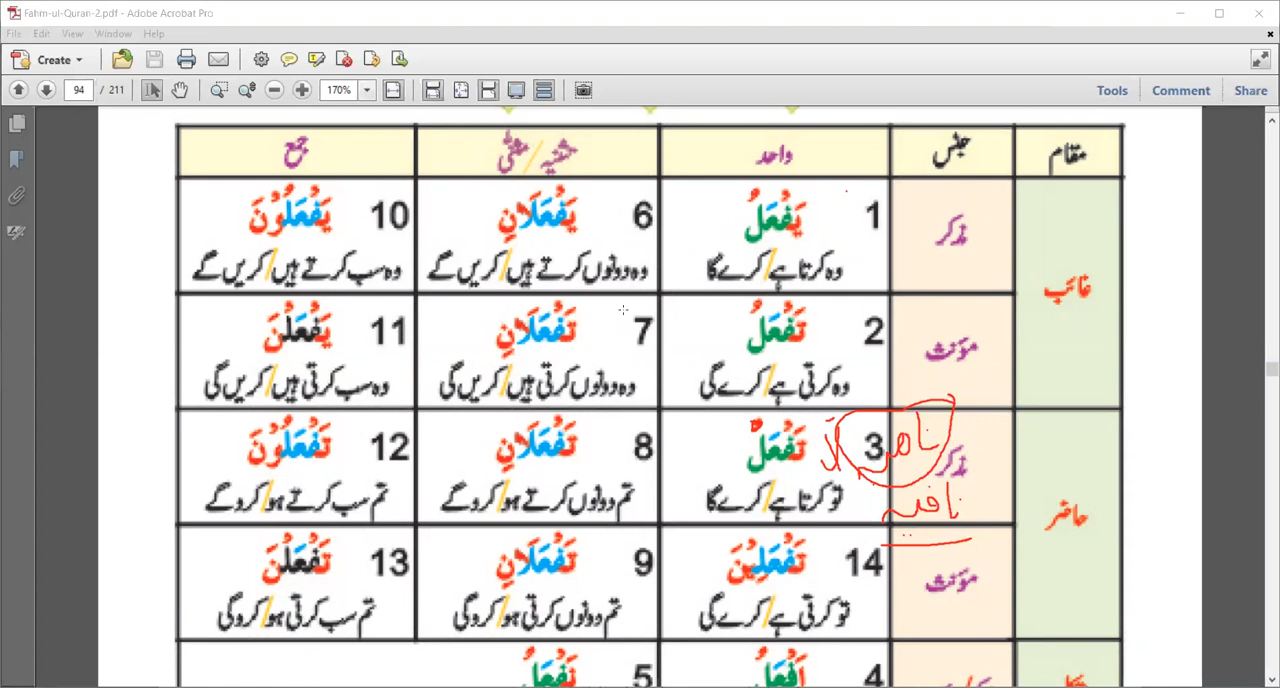 Fahm-ul-Quran-2.pdf - Adobe Acrobat Pro
File Edit View Window Help
Create
94 / 211 170% Tools Comment Share
مقام جنس واحد تثنیہ/مثنّٰی جمع
غائب مذکر 1 يَفْعَلُ 6 يَفْعَلَانِ 10 يَفْعَلُوْنَ
وہ کرتا ہے/کرے گا وہ دونوں کرتے ہیں/کریں گے وہ سب کرتے ہیں/کریں گے
مؤنث 2 تَفْعَلُ 7 تَفْعَلَانِ 11 يَفْعَلْنَ
وہ کرتی ہے/کرے گی وہ دونوں کرتی ہیں/کریں گی وہ سب کرتی ہیں/کریں گی
حاضر مذکر 3 تَفْعَلُ 8 تَفْعَلَانِ 12 تَفْعَلُوْنَ
تو کرتا ہے/کرے گا تم دونوں کرتے ہو/کرو گے تم سب کرتے ہو/کرو گے
لَا
نافیہ
مؤنث 14 تَفْعَلِيْنَ 9 تَفْعَلَانِ 13 تَفْعَلْنَ
تو کرتی ہے/کرے گی تم دونوں کرتی ہو/کرو گی تم سب کرتی ہو/کرو گی
4 اَفْعَلُ 5 نَفْعَلُ